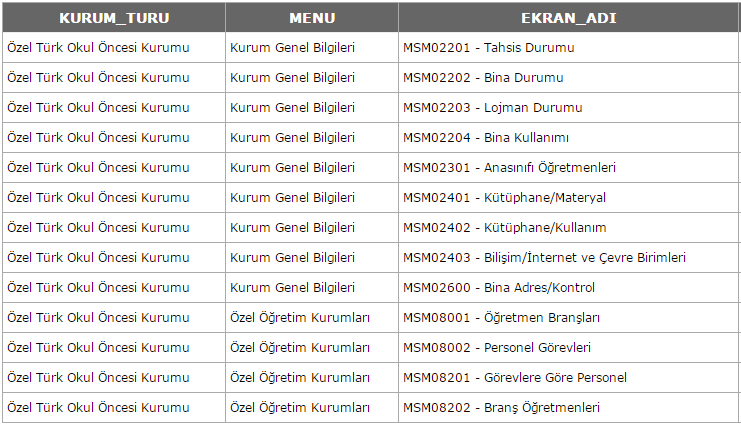 KURUM_TURU MENU EKRAN_ADI
Özel Türk Okul Öncesi Kurumu Kurum Genel Bilgileri MSM02201 - Tahsis Durumu
Özel Türk Okul Öncesi Kurumu Kurum Genel Bilgileri MSM02202 - Bina Durumu
Özel Türk Okul Öncesi Kurumu Kurum Genel Bilgileri MSM02203 - Lojman Durumu
Özel Türk Okul Öncesi Kurumu Kurum Genel Bilgileri MSM02204 - Bina Kullanımı
Özel Türk Okul Öncesi Kurumu Kurum Genel Bilgileri MSM02301 - Anasınıfı Öğretmenleri
Özel Türk Okul Öncesi Kurumu Kurum Genel Bilgileri MSM02401 - Kütüphane/Materyal
Özel Türk Okul Öncesi Kurumu Kurum Genel Bilgileri MSM02402 - Kütüphane/Kullanım
Özel Türk Okul Öncesi Kurumu Kurum Genel Bilgileri MSM02403 - Bilişim/İnternet ve Çevre Birimleri
Özel Türk Okul Öncesi Kurumu Kurum Genel Bilgileri MSM02600 - Bina Adres/Kontrol
Özel Türk Okul Öncesi Kurumu Özel Öğretim Kurumları MSM08001 - Öğretmen Branşları
Özel Türk Okul Öncesi Kurumu Özel Öğretim Kurumları MSM08002 - Personel Görevleri
Özel Türk Okul Öncesi Kurumu Özel Öğretim Kurumları MSM08201 - Görevlere Göre Personel
Özel Türk Okul Öncesi Kurumu Özel Öğretim Kurumları MSM08202 - Branş Öğretmenleri